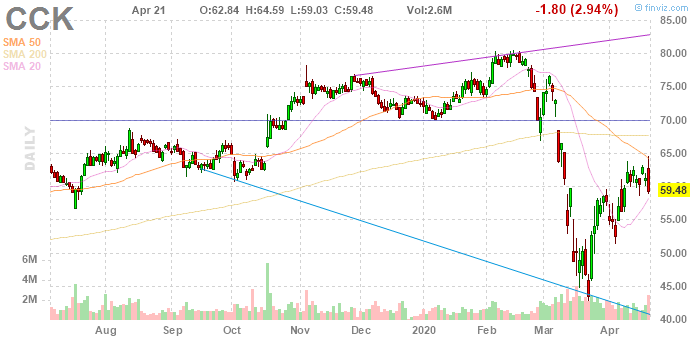 CCK Apr 21 O:62.84 H:64.59 L:59.03 C:59.48 Vol:2.6M -1.80 (2.94%) © finviz.com
SMA 50
SMA 200
SMA 20
DAILY
85.00
80.00
75.00
70.00
65.00
59.48
55.00
50.00
45.00
40.00
6M
4M
2M
Aug Sep Oct Nov Dec 2020 Feb Mar Apr